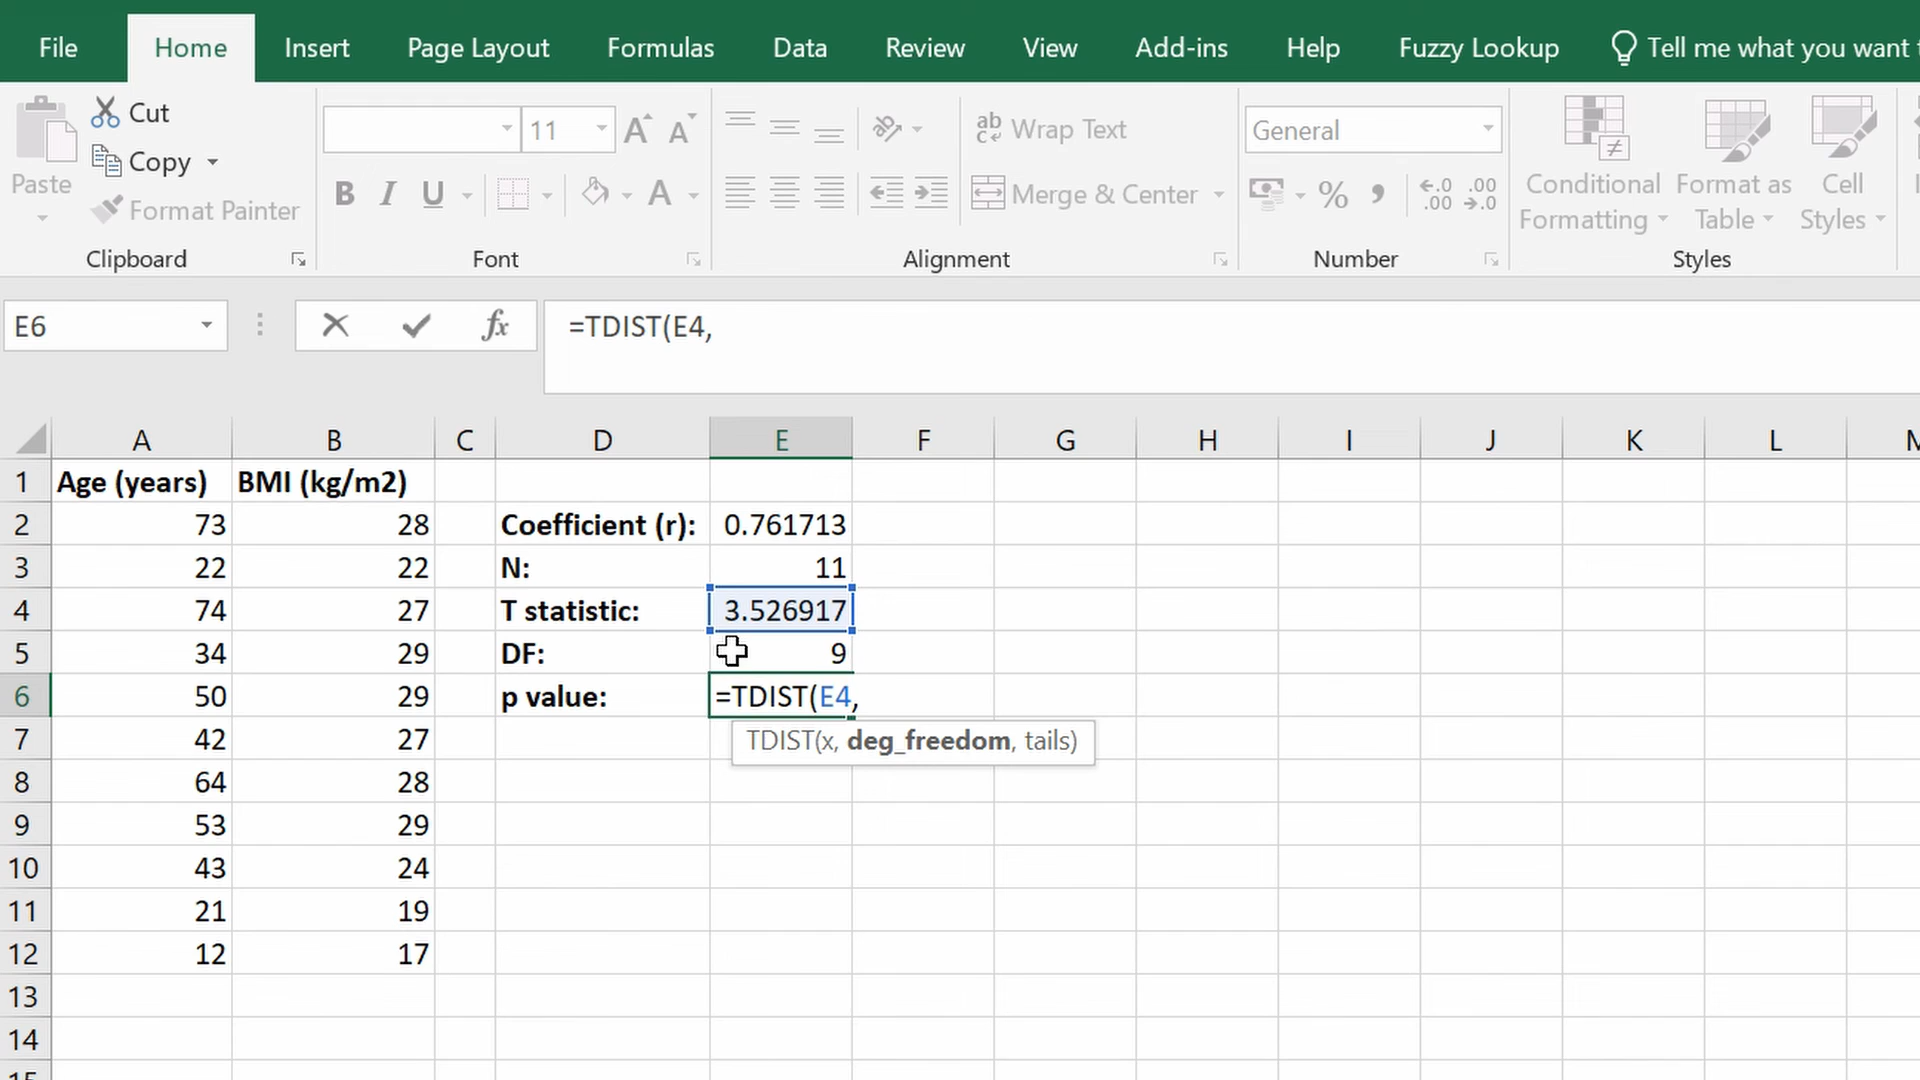 File Home Insert Page Layout Formulas Data Review View Add-ins Help Fuzzy Lookup Tell me what you want
Cut
Copy
Paste
Format Painter
11
Wrap Text
Merge & Center
General
Conditional Formatting
Format as Table
Cell Styles
Clipboard Font Alignment Number Styles
E6 fx =TDIST(E4,
A B C D E F G H I J K L
1 Age (years) BMI (kg/m2)
2 73 28 Coefficient (r): 0.761713
3 22 22 N: 11
4 74 27 T statistic: 3.526917
5 34 29 DF: 9
6 50 29 p value: =TDIST(E4,
TDIST(x, deg_freedom, tails)
7 42 27
8 64 28
9 53 29
10 43 24
11 21 19
12 12 17
13
14